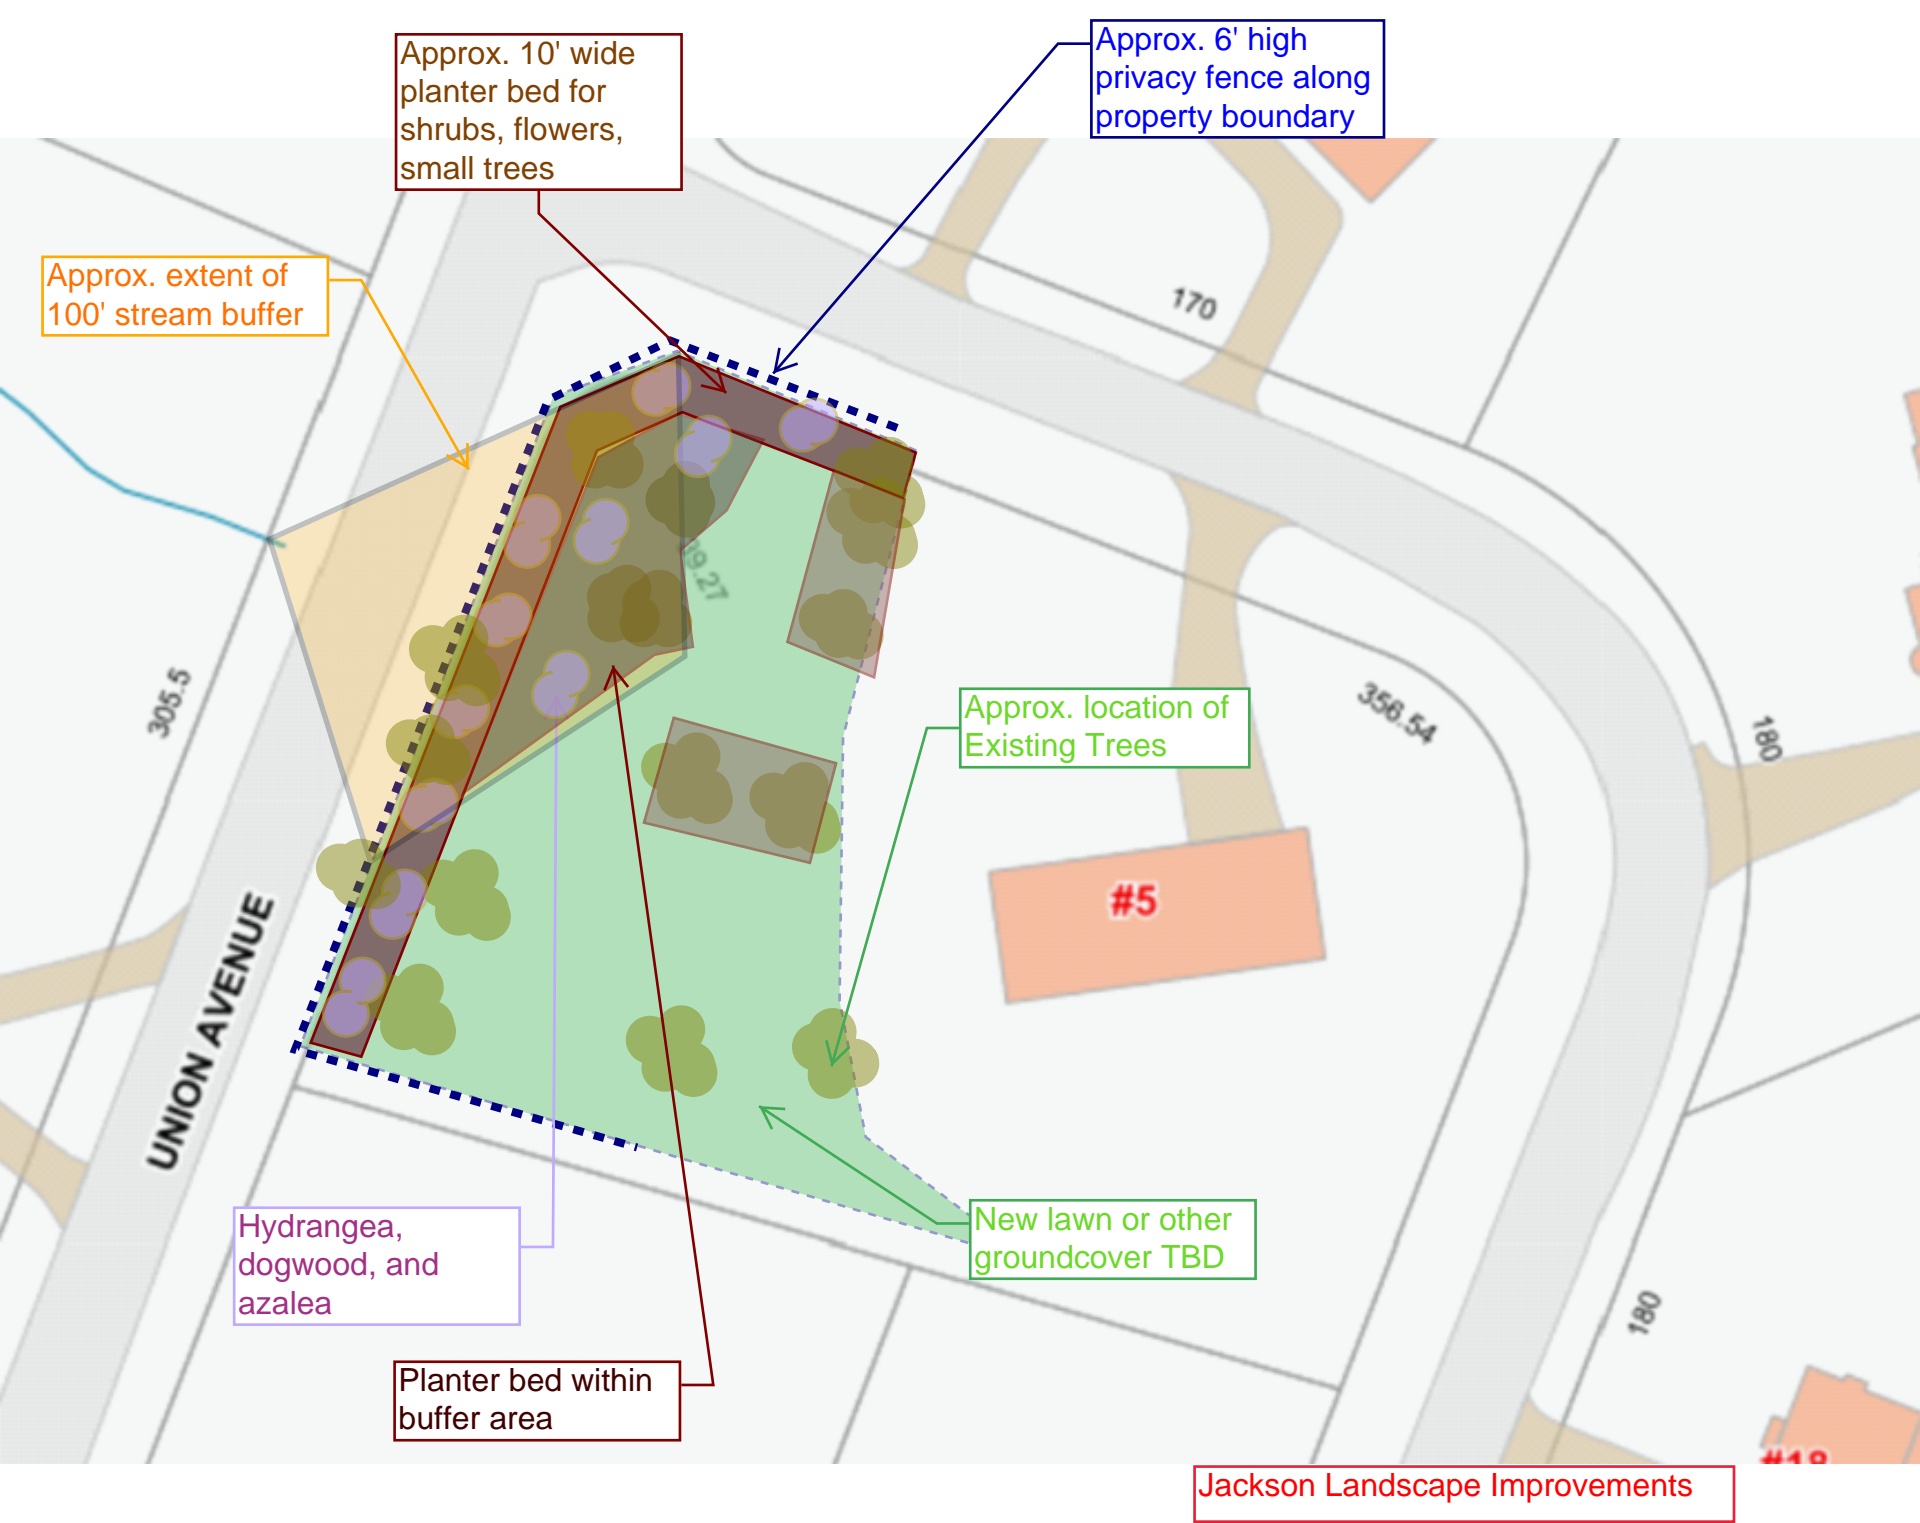 Approx. 10' wide
planter bed for
shrubs, flowers,
small trees
Approx. 6' high
privacy fence along
property boundary
Approx. extent of
100' stream buffer
170
39.27
305.5
Approx. location of
Existing Trees
356.54
180
#5
UNION AVENUE
Hydrangea,
dogwood, and
azalea
New lawn or other
groundcover TBD
180
Planter bed within
buffer area
#18
Jackson Landscape Improvements